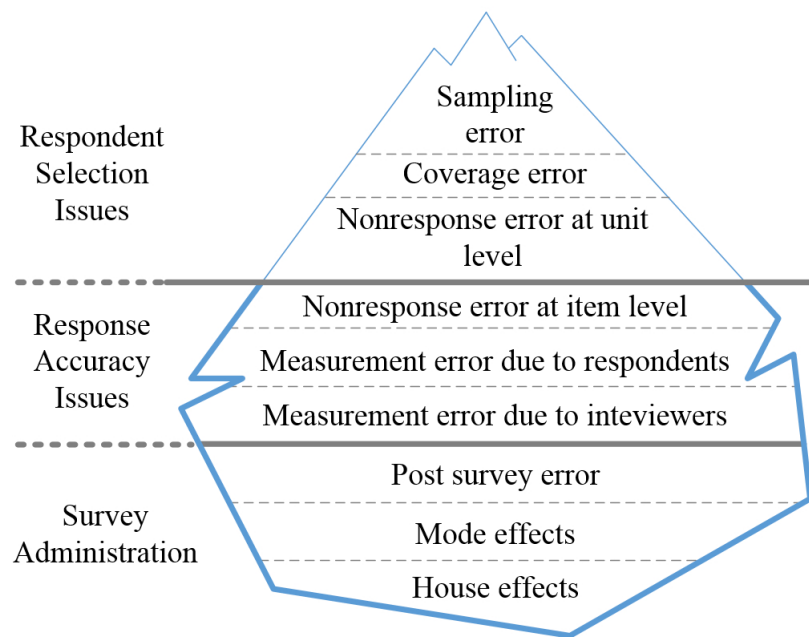 Respondent
Selection
Issues
Sampling
error
Coverage error
Nonresponse error at unit
level
Response
Accuracy
Issues
Nonresponse error at item level
Measurement error due to respondents
Measurement error due to inteviewers
Survey
Administration
Post survey error
Mode effects
House effects